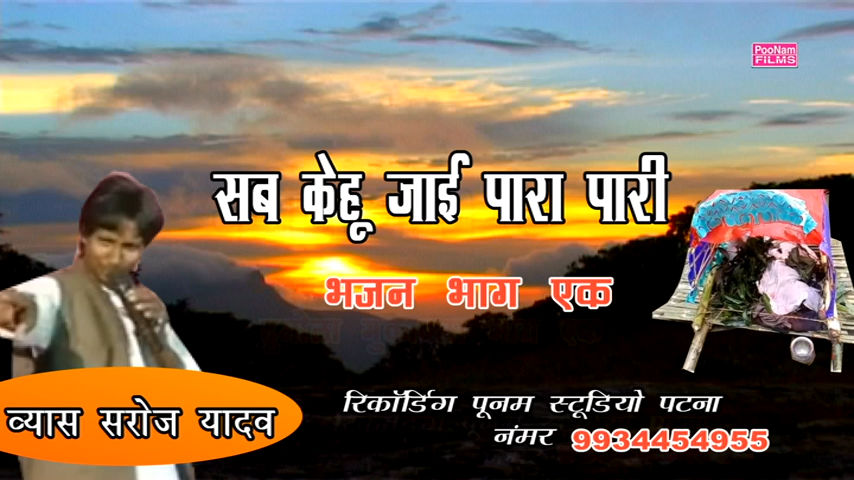 PooNam
FILMS
सब केहू जाई पारा पारी
भजन भाग एक
व्यास सरोज यादव
रिकॉर्डिग पूनम स्टूडियो पटना
नंमर 9934454955